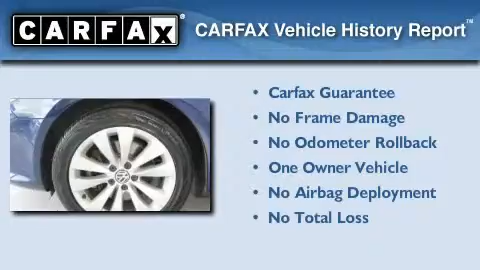 CARFAX® CARFAX Vehicle History Report™
• Carfax Guarantee
• No Frame Damage
• No Odometer Rollback
• One Owner Vehicle
• No Airbag Deployment
• No Total Loss